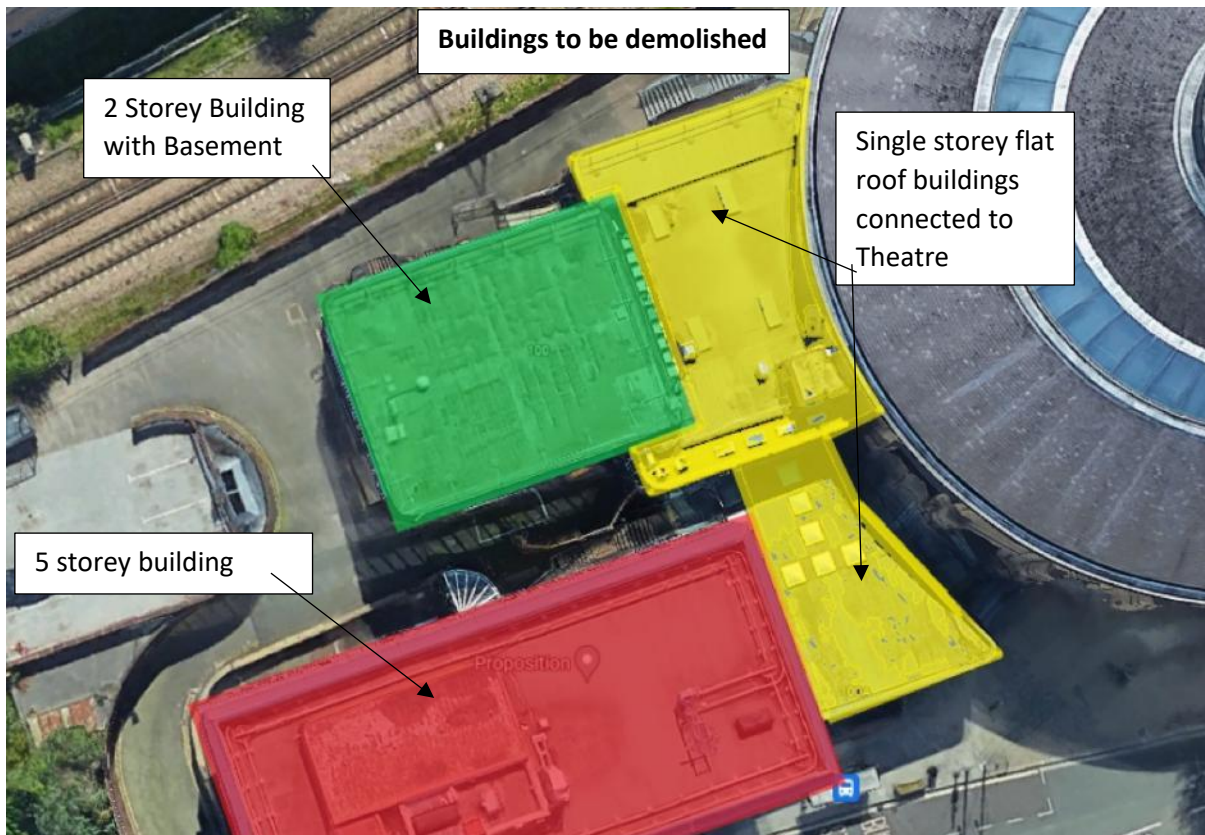 Buildings to be demolished
2 Storey Building
with Basement
Single storey flat
roof buildings
connected to
Theatre
5 storey building
Proposition